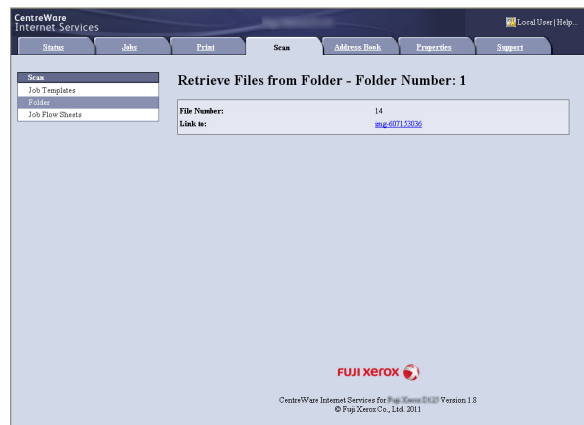 CentreWare
Internet Services
Local User | Help...
Status Jobs Print Scan Address Book Properties Support
Scan
Job Templates
Folder
Job Flow Sheets
Retrieve Files from Folder - Folder Number: 1
File Number: 14
Link to: img-607153036
FUJI xerox
CentreWare Internet Services for Version 1.8
© Fuji Xerox Co., Ltd. 2011